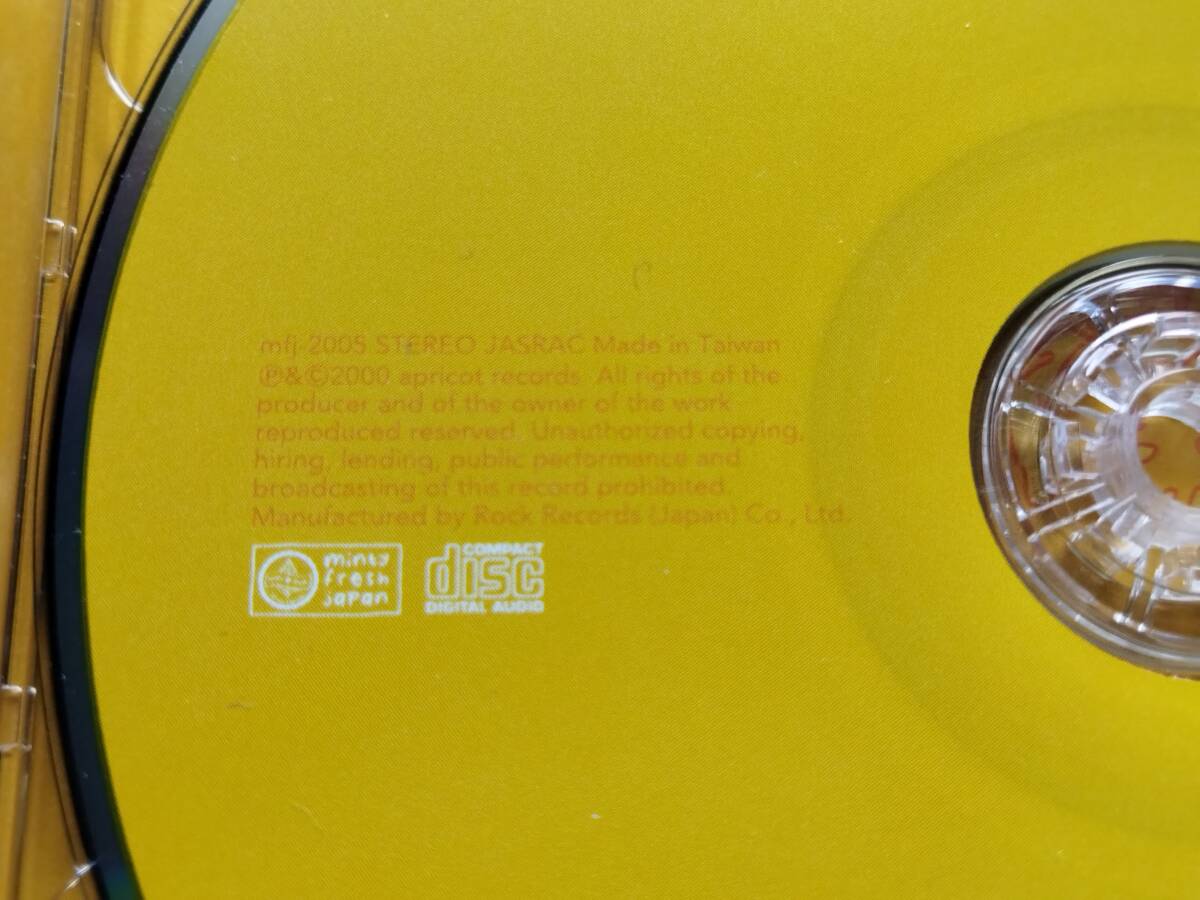 mfj 2005 STEREO JASRAC Made in Taiwan
Ⓟ&©2000 apricot records. All rights of the
producer and of the owner of the work
reproduced reserved. Unauthorized copying,
hiring, lending, public performance and
broadcasting of this record prohibited.
Manufactured by Rock Records (Japan) Co., Ltd.
minty
fresh
japan
COMPACT
disc
DIGITAL AUDIO